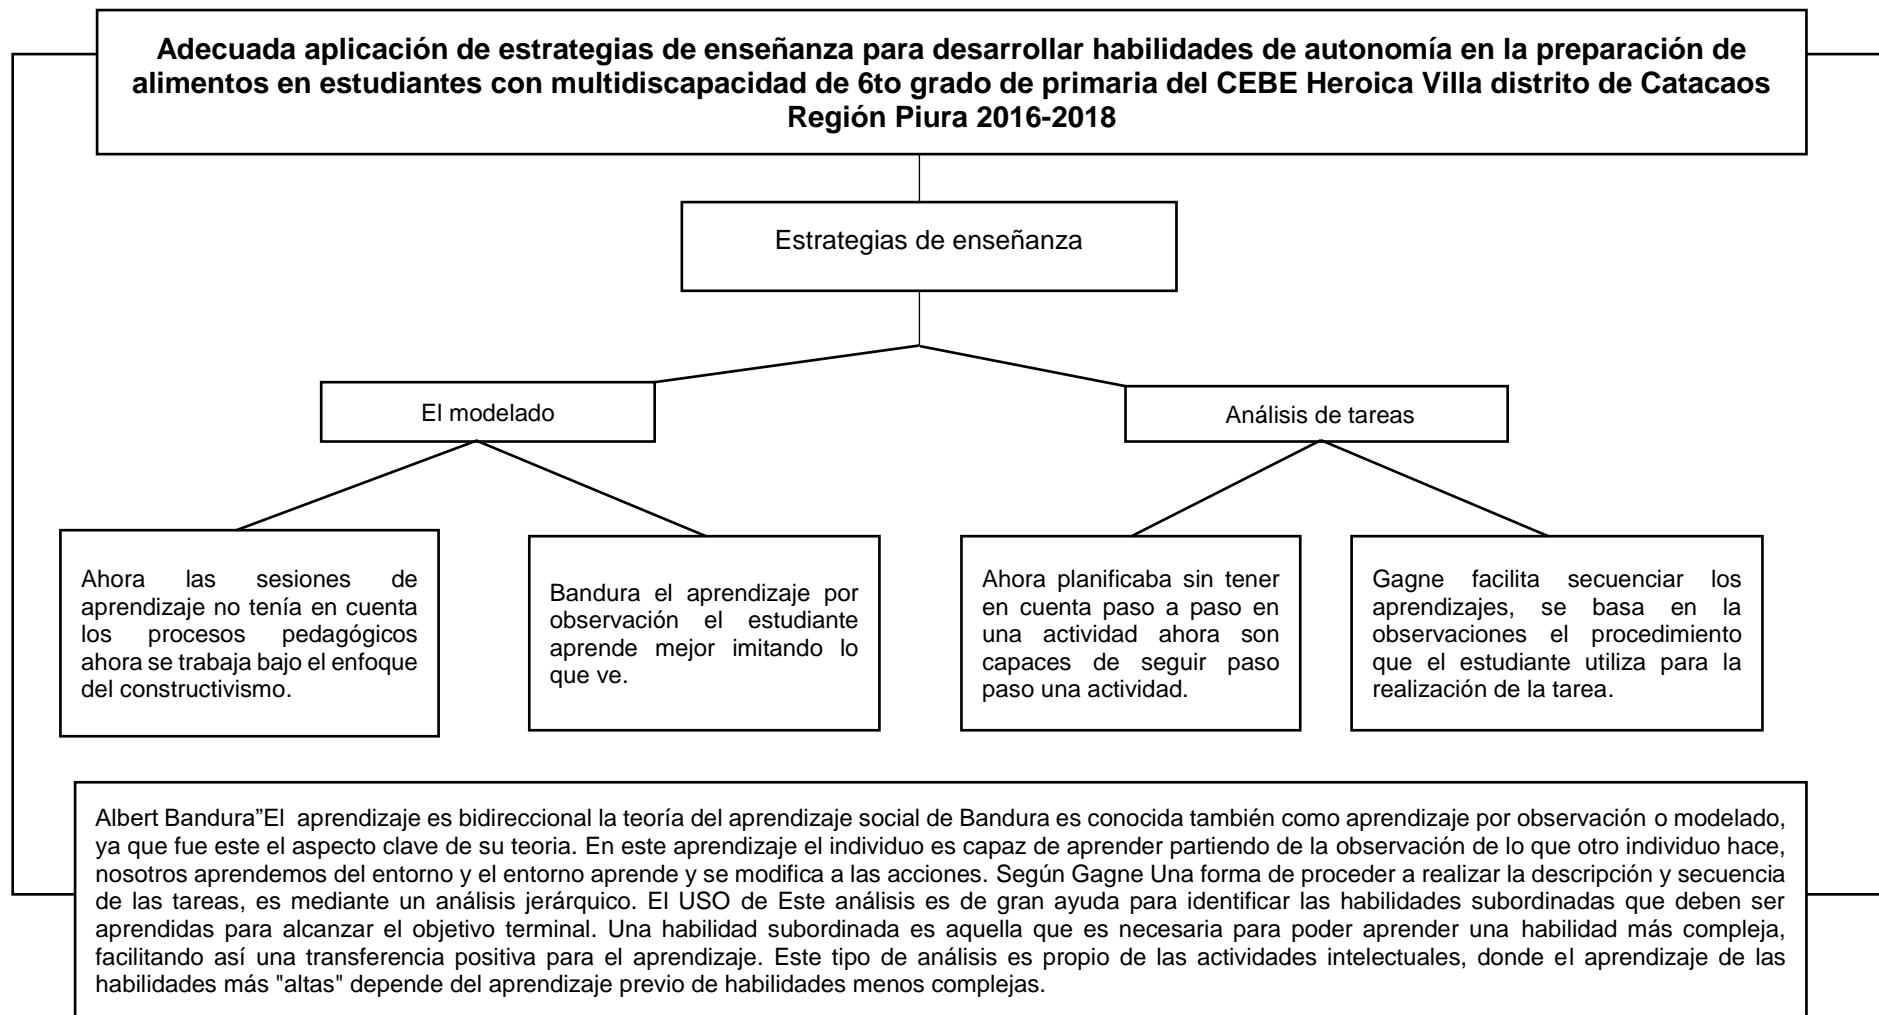 Adecuada aplicación de estrategias de enseñanza para desarrollar habilidades de autonomía en la preparación de
alimentos en estudiantes con multidiscapacidad de 6to grado de primaria del CEBE Heroica Villa distrito de Catacaos
Región Piura 2016-2018
Estrategias de enseñanza
El modelado
Análisis de tareas
Ahora las sesiones de
aprendizaje no tenía en cuenta
los procesos pedagógicos
ahora se trabaja bajo el enfoque
del constructivismo.
Bandura el aprendizaje por
observación el estudiante
aprende mejor imitando lo
que ve.
Ahora planificaba sin tener
en cuenta paso a paso en
una actividad ahora son
capaces de seguir paso
paso una actividad.
Gagne facilita secuenciar los
aprendizajes, se basa en la
observaciones el procedimiento
que el estudiante utiliza para la
realización de la tarea.
Albert Bandura”El aprendizaje es bidireccional la teoría del aprendizaje social de Bandura es conocida también como aprendizaje por observación o modelado,
ya que fue este el aspecto clave de su teoria. En este aprendizaje el individuo es capaz de aprender partiendo de la observación de lo que otro individuo hace,
nosotros aprendemos del entorno y el entorno aprende y se modifica a las acciones. Según Gagne Una forma de proceder a realizar la descripción y secuencia
de las tareas, es mediante un análisis jerárquico. El USO de Este análisis es de gran ayuda para identificar las habilidades subordinadas que deben ser
aprendidas para alcanzar el objetivo terminal. Una habilidad subordinada es aquella que es necesaria para poder aprender una habilidad más compleja,
facilitando así una transferencia positiva para el aprendizaje. Este tipo de análisis es propio de las actividades intelectuales, donde el aprendizaje de las
habilidades más "altas" depende del aprendizaje previo de habilidades menos complejas.